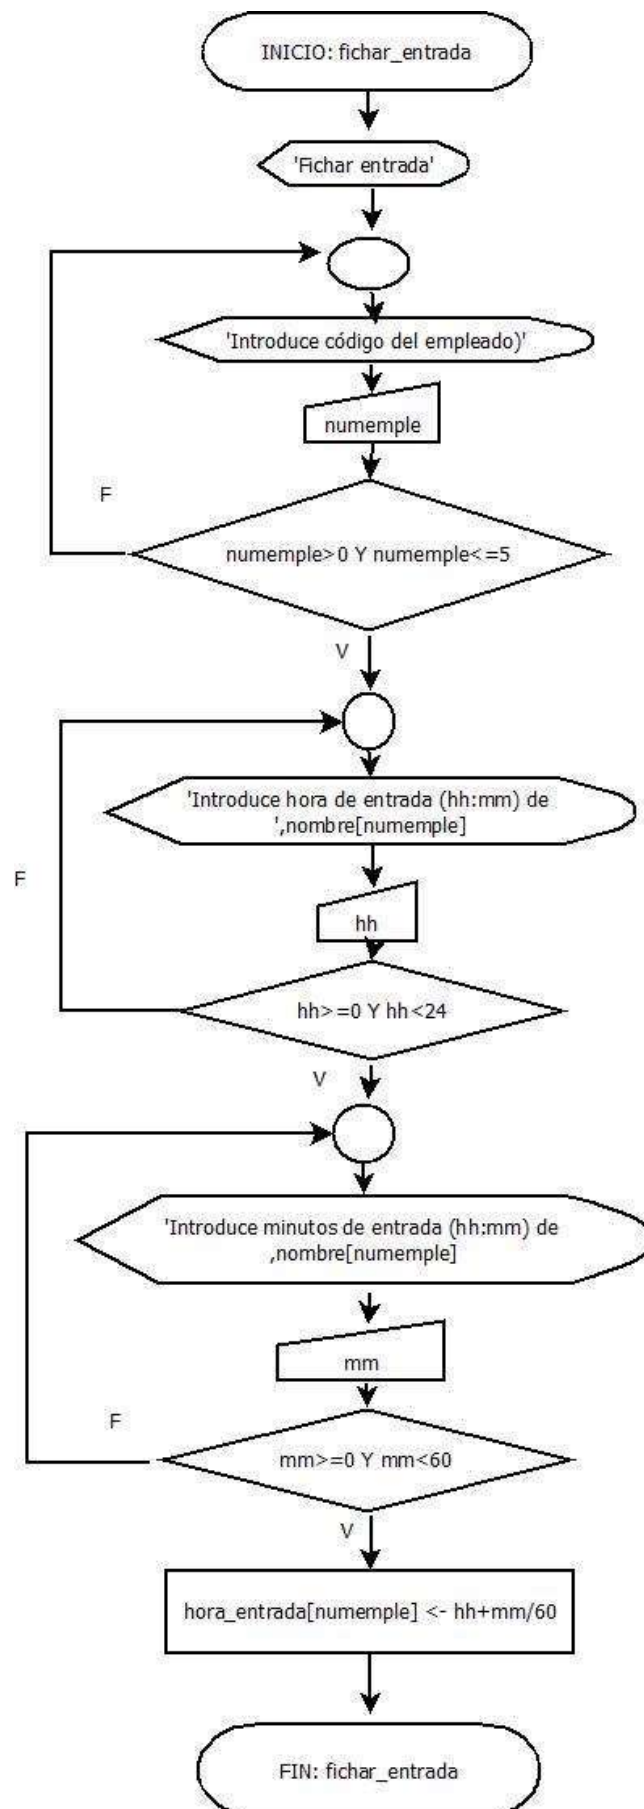 INICIO: fichar_entrada
'Fichar entrada'
'Introduce código del empleado)'
numemple
F
numemple>0 Y numemple<=5
V
'Introduce hora de entrada (hh:mm) de
',nombre[numemple]
F
hh
hh>=0 Y hh<24
V
'Introduce minutos de entrada (hh:mm) de
,nombre[numemple]
mm
F
mm>=0 Y mm<60
V
hora_entrada[numemple] <- hh+mm/60
FIN: fichar_entrada